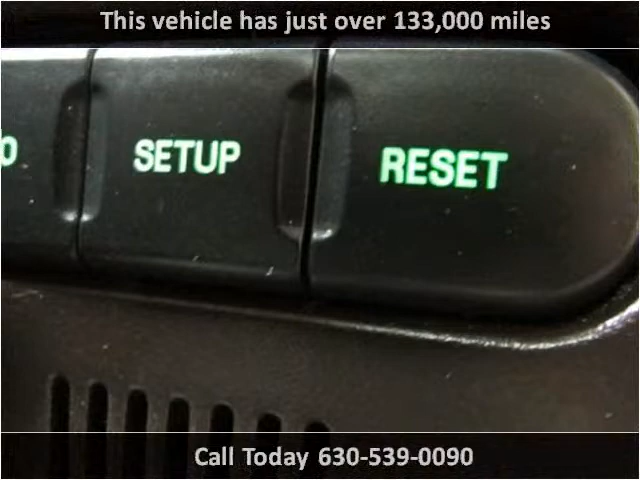 This vehicle has just over 133,000 miles
SETUP
RESET
Call Today 630-539-0090